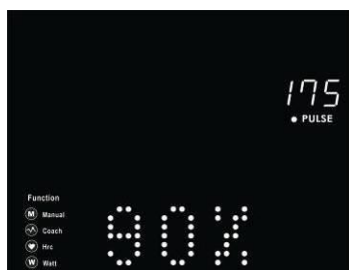 175
PULSE
Function
M Manual
Coach
Hrc
W Watt
90%